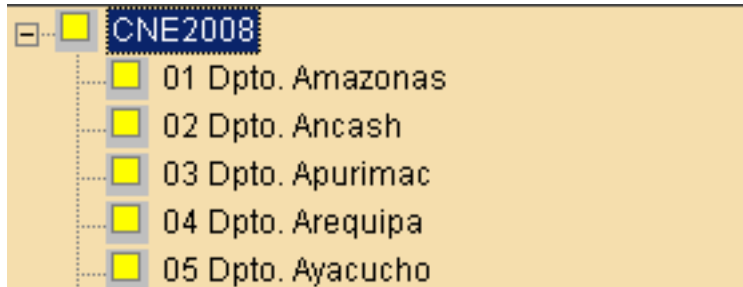 CNE2008
01 Dpto. Amazonas
02 Dpto. Ancash
03 Dpto. Apurimac
04 Dpto. Arequipa
05 Dpto. Ayacucho